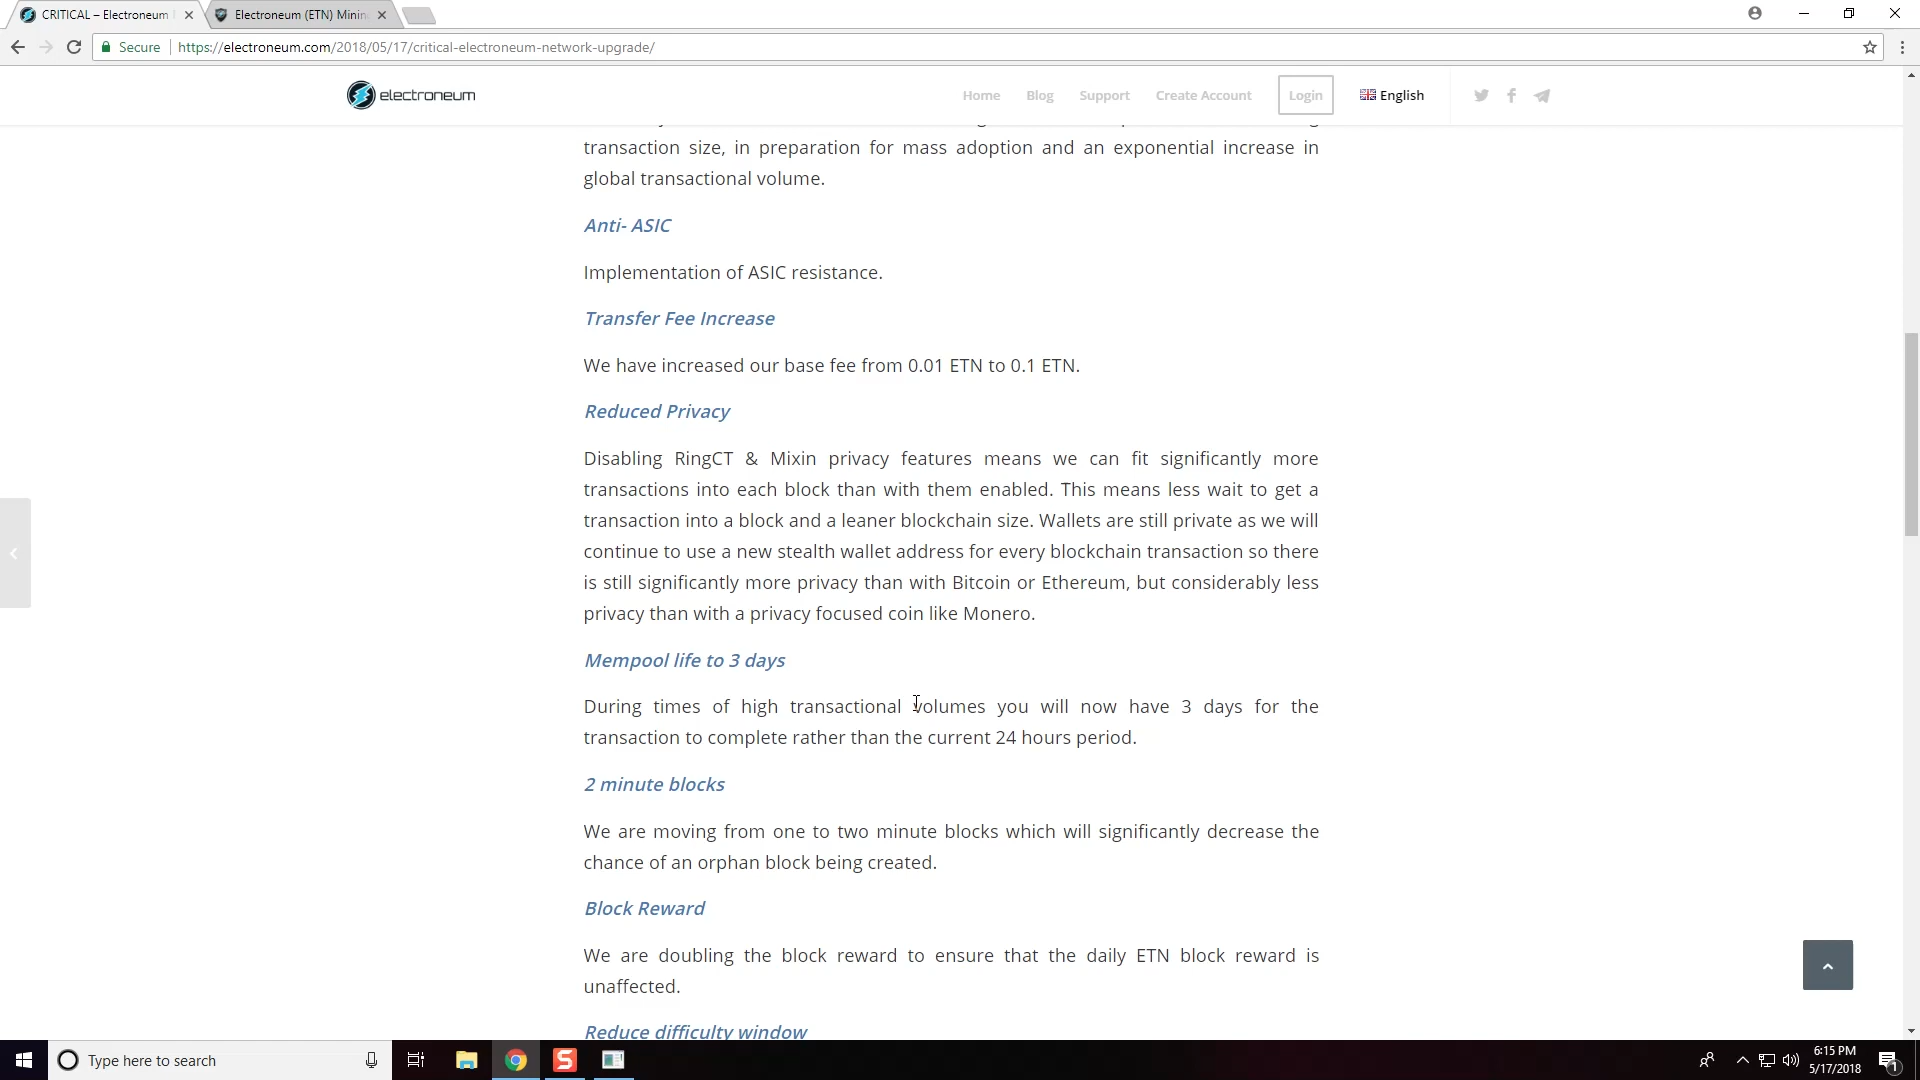 CRITICAL – Electroneum
Electroneum (ETN) Minin
Secure
https://electroneum.com/2018/05/17/critical-electroneum-network-upgrade/
electroneum
Home
Blog
Support
Create Account
Login
English
transaction size, in preparation for mass adoption and an exponential increase in
global transactional volume.
Anti- ASIC
Implementation of ASIC resistance.
Transfer Fee Increase
We have increased our base fee from 0.01 ETN to 0.1 ETN.
Reduced Privacy
Disabling RingCT & Mixin privacy features means we can fit significantly more
transactions into each block than with them enabled. This means less wait to get a
transaction into a block and a leaner blockchain size. Wallets are still private as we will
continue to use a new stealth wallet address for every blockchain transaction so there
is still significantly more privacy than with Bitcoin or Ethereum, but considerably less
privacy than with a privacy focused coin like Monero.
Mempool life to 3 days
During times of high transactional volumes you will now have 3 days for the
transaction to complete rather than the current 24 hours period.
2 minute blocks
We are moving from one to two minute blocks which will significantly decrease the
chance of an orphan block being created.
Block Reward
We are doubling the block reward to ensure that the daily ETN block reward is
unaffected.
Reduce difficulty window
Type here to search
S
6:15 PM
5/17/2018
1